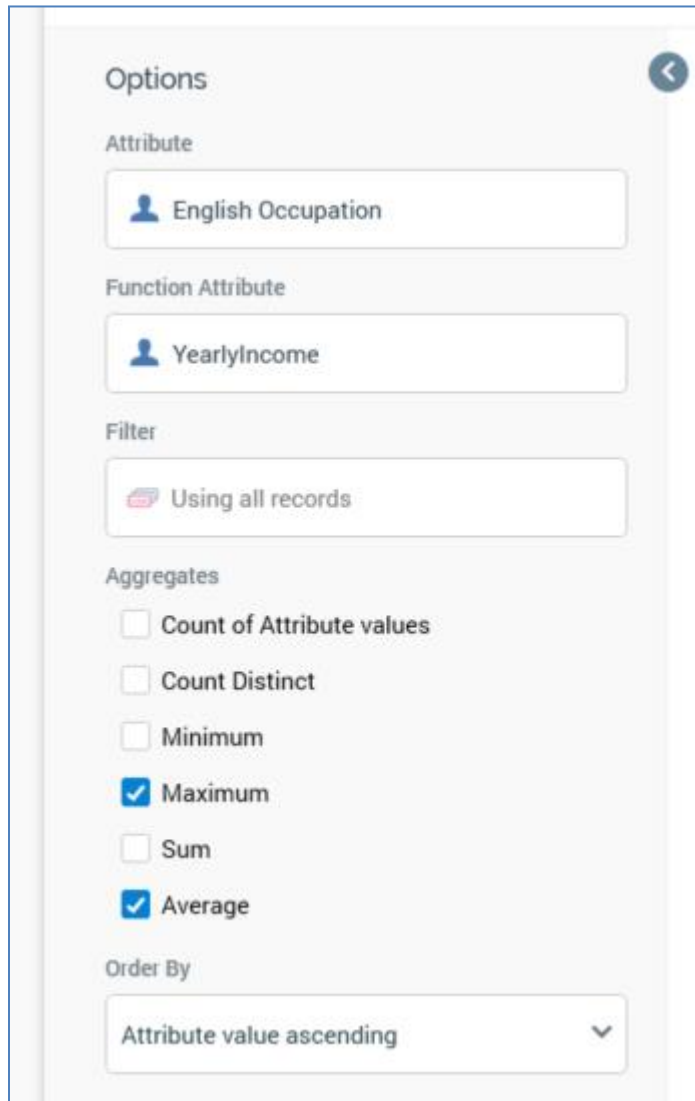 Options
Attribute
English Occupation
Function Attribute
YearlyIncome
Filter
Using all records
Aggregates
Count of Attribute values
Count Distinct
Minimum
Maximum
Sum
Average
Order By
Attribute value ascending